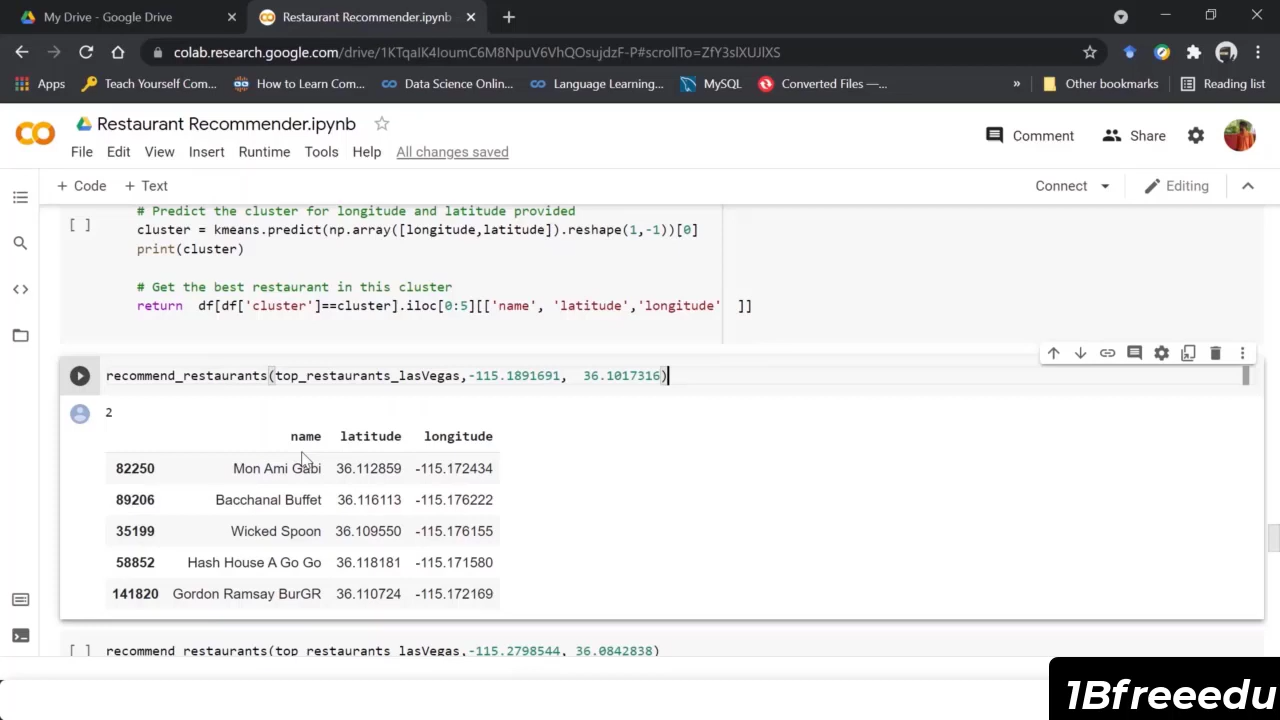 My Drive - Google Drive
Restaurant Recommender.ipynb
colab.research.google.com/drive/1KTqaIK4IoumC6M8NpuV6VhQOsujdzF-P#scrollTo=ZfY3slXUJlXS
Apps
Teach Yourself Com...
How to Learn Com...
Data Science Onlin...
Language Learning...
MySQL
Converted Files —...
»
Other bookmarks
Reading list
Restaurant Recommender.ipynb
Comment
Share
File Edit View Insert Runtime Tools Help All changes saved
+ Code + Text
Connect
Editing
[ ]
# Predict the cluster for longitude and latitude provided
cluster = kmeans.predict(np.array([longitude,latitude]).reshape(1,-1))[0]
print(cluster)
# Get the best restaurant in this cluster
return df[df['cluster']==cluster].iloc[0:5][['name', 'latitude','longitude' ]]
recommend_restaurants(top_restaurants_lasVegas,-115.1891691, 36.1017316)
2
name latitude longitude
82250 Mon Ami Gabi 36.112859 -115.172434
89206 Bacchanal Buffet 36.116113 -115.176222
35199 Wicked Spoon 36.109550 -115.176155
58852 Hash House A Go Go 36.118181 -115.171580
141820 Gordon Ramsay BurGR 36.110724 -115.172169
[ ] recommend_restaurants(top_restaurants_lasVegas,-115.2798544, 36.0842838)
1Bfreeedu